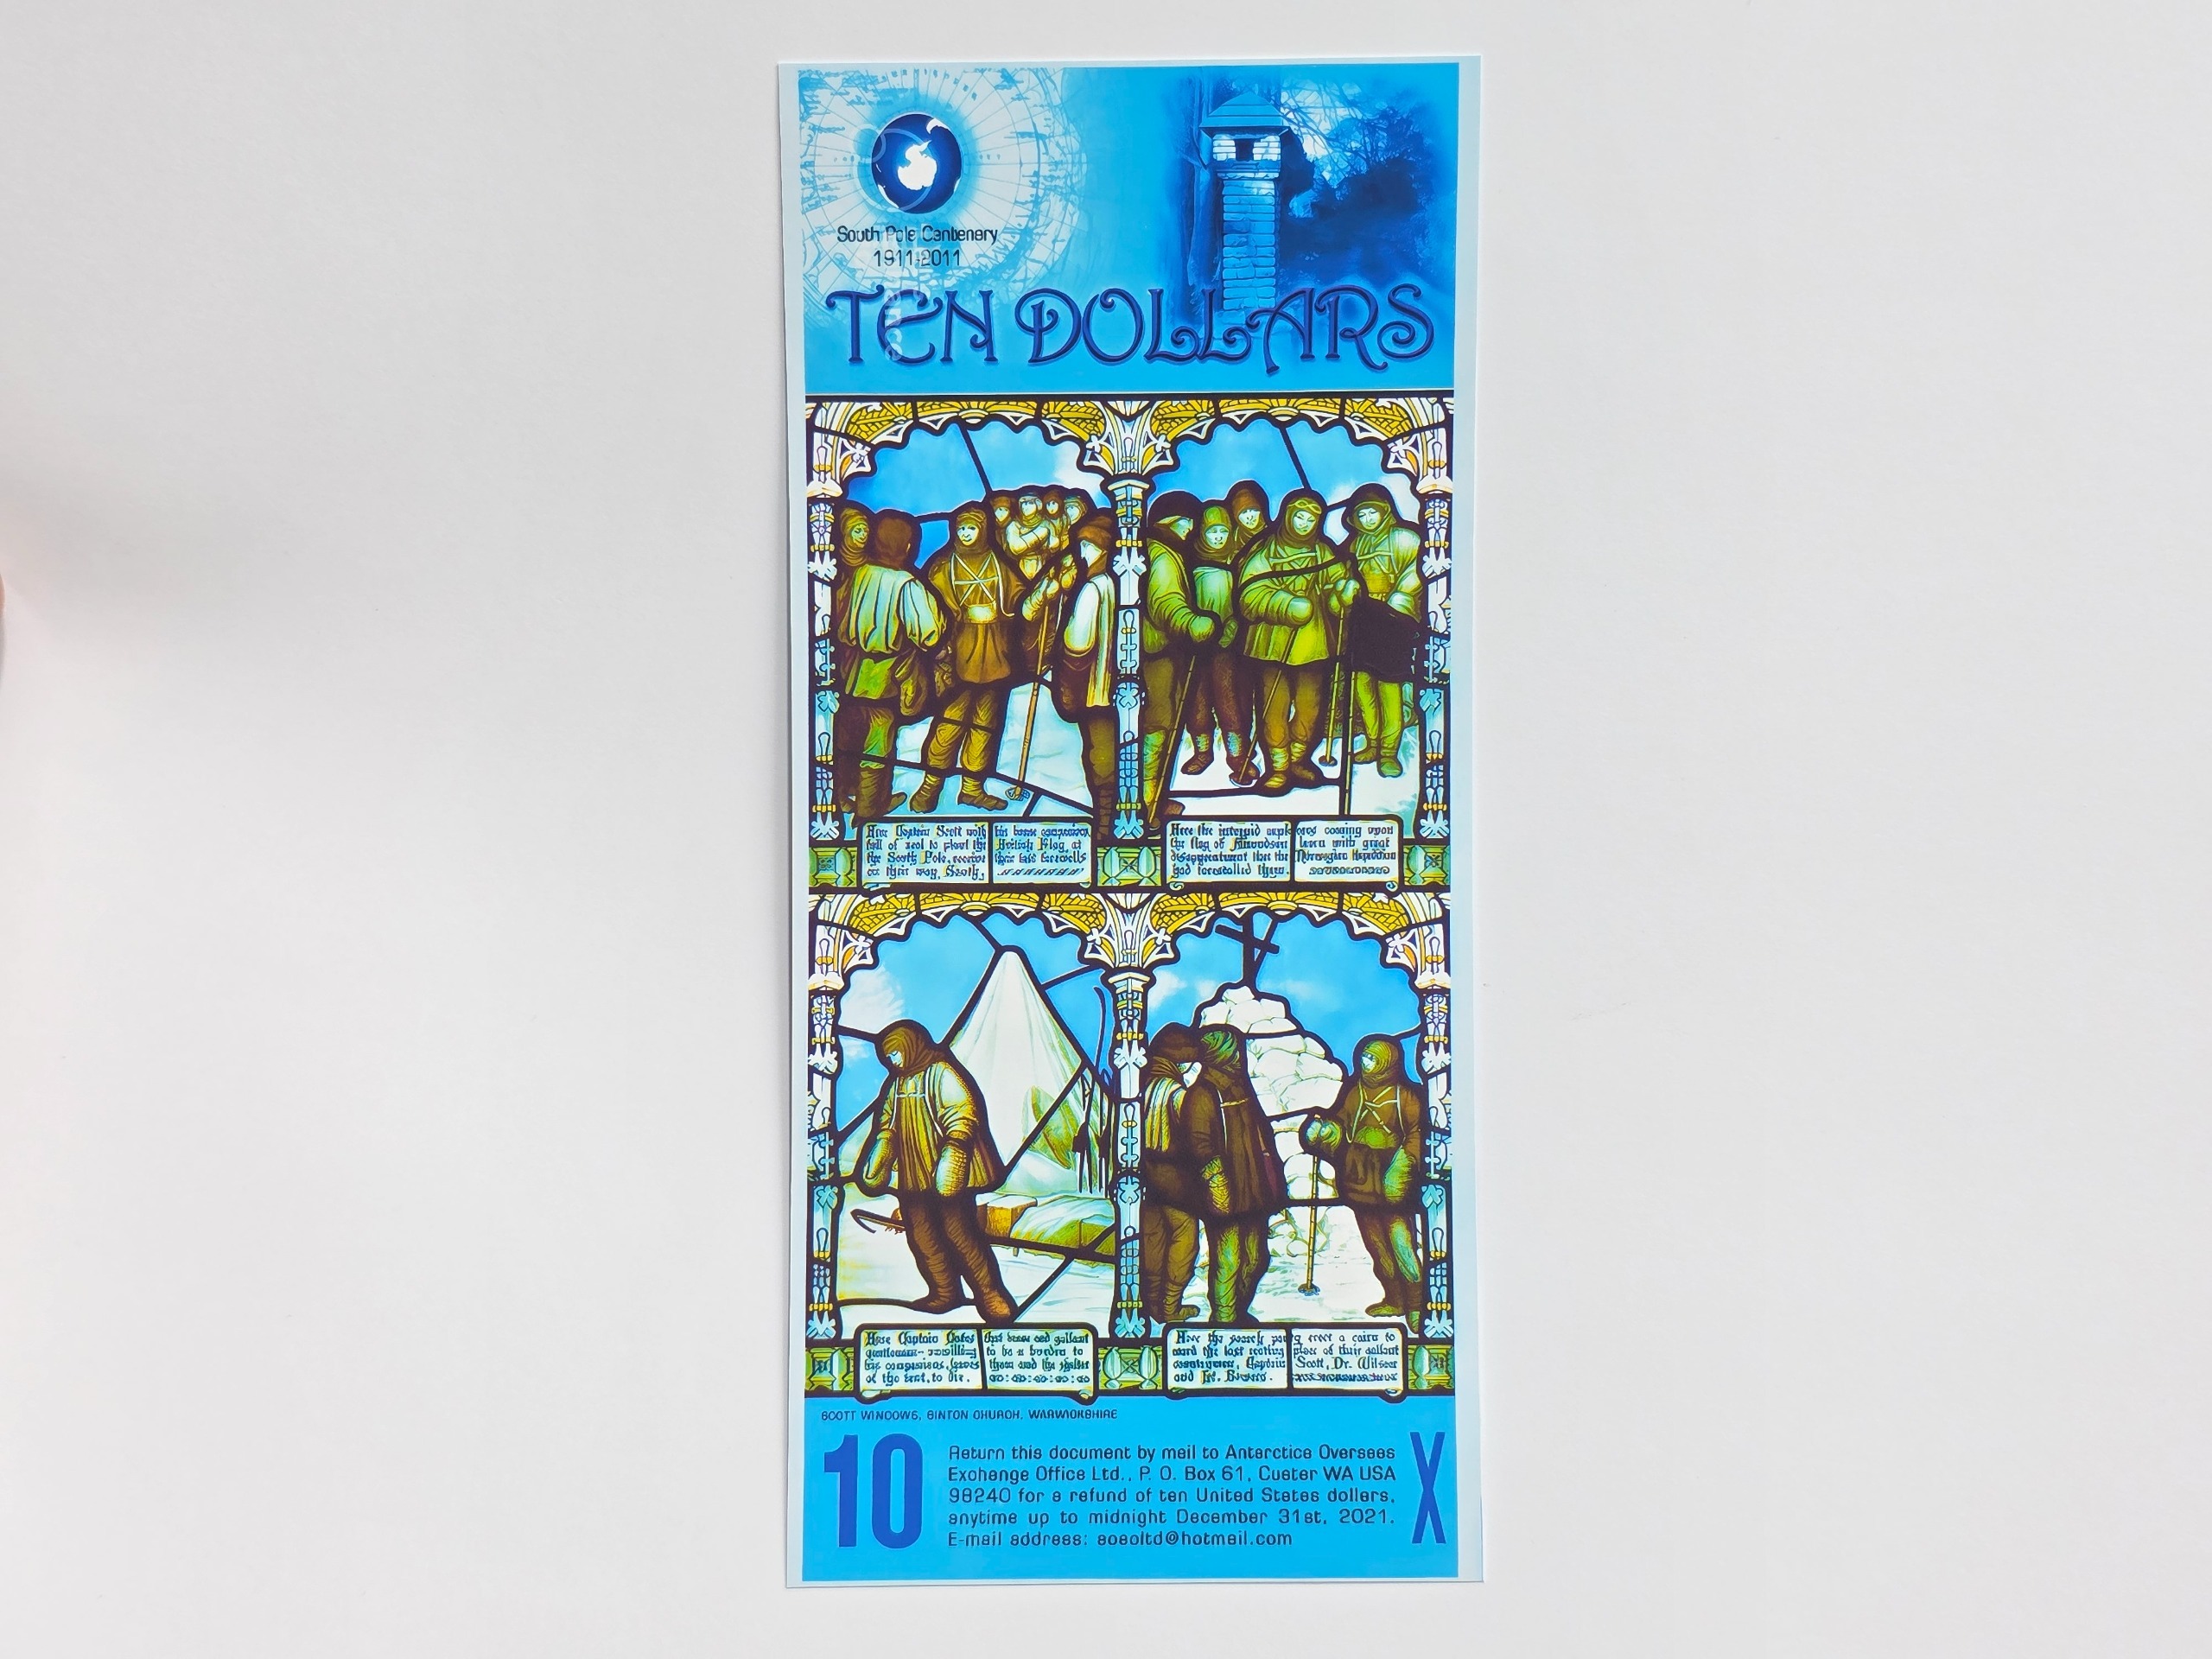 South Pole Centenary
1911-2011
TEN DOLLARS
Here Captain Scott with his brave companions
full of zeal to plant the British Flag, at
the South Pole, receive their last farewells
on their way, South,
Here the intrepid explorers coming upon
the flag of Amundsen learn with great
disappointment that the Norwegian Expedition
had forestalled them.
Here Captain Oates that brave and gallant
gentleman - unwilling to be a burden to
his companions, leaves them and the shelter
of the tent, to die.
Here the search party erect a cairn to
mark the last resting place of their gallant
countrymen, Captain Scott, Dr. Wilson
and
SCOTT WINDOWS, BINTON CHURCH, WARWICKSHIRE
10
Return this document by mail to Antarctica Overseas
Exchange Office Ltd., P. O. Box 61, Custer WA USA
98240 for a refund of ten United States dollars,
anytime up to midnight December 31st, 2021.
E-mail address: aoeoltd@hotmail.com
X